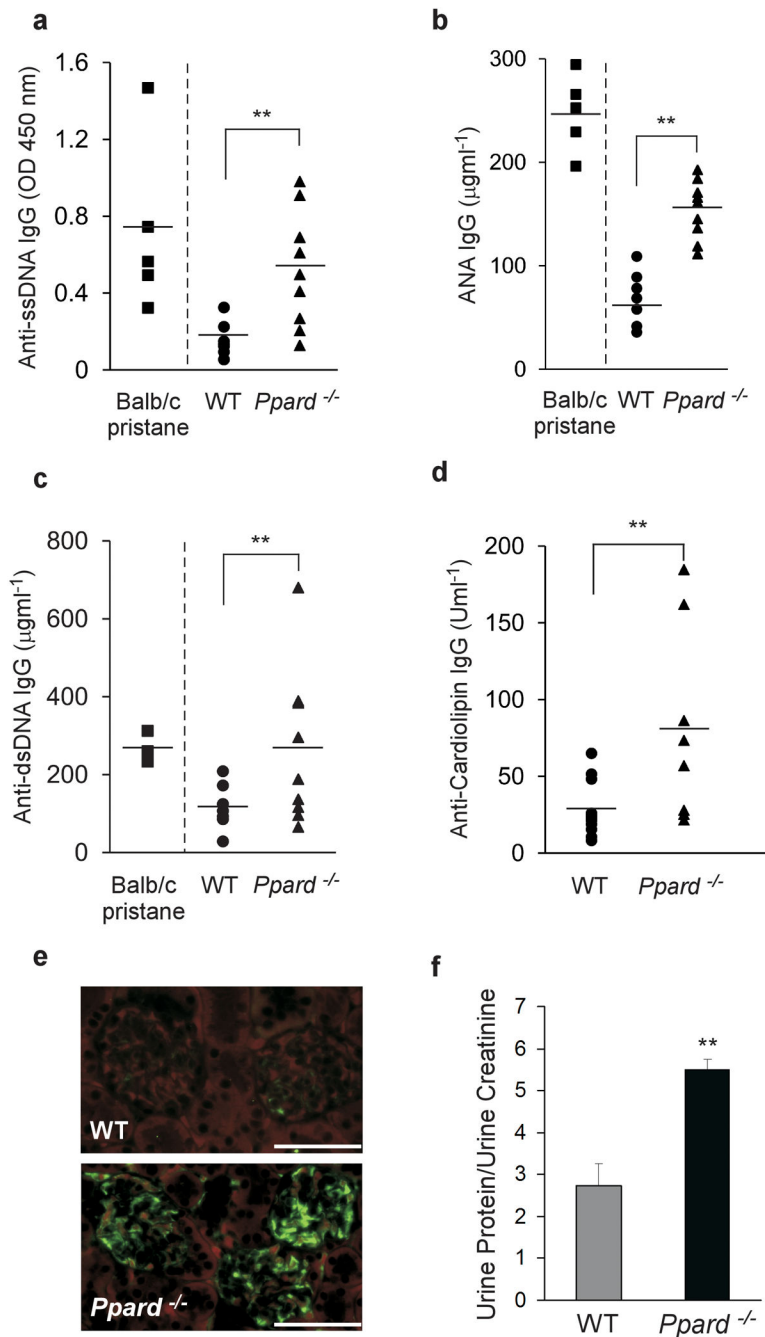 a
Anti-ssDNA IgG (OD 450 nm)
1.6
1.2
0.8
0.4
0
**
Balb/c
pristane
WT
Ppard -/-
b
ANA IgG (μgml-1)
300
200
100
0
**
Balb/c
pristane
WT
Ppard -/-
c
Anti-dsDNA IgG (μgml-1)
800
600
400
200
0
**
Balb/c
pristane
WT
Ppard -/-
d
Anti-Cardiolipin IgG (Uml-1)
200
150
100
50
0
**
WT
Ppard -/-
e
WT
Ppard -/-
f
Urine Protein/Urine Creatinine
7
6
5
4
3
2
1
0
**
WT
Ppard -/-